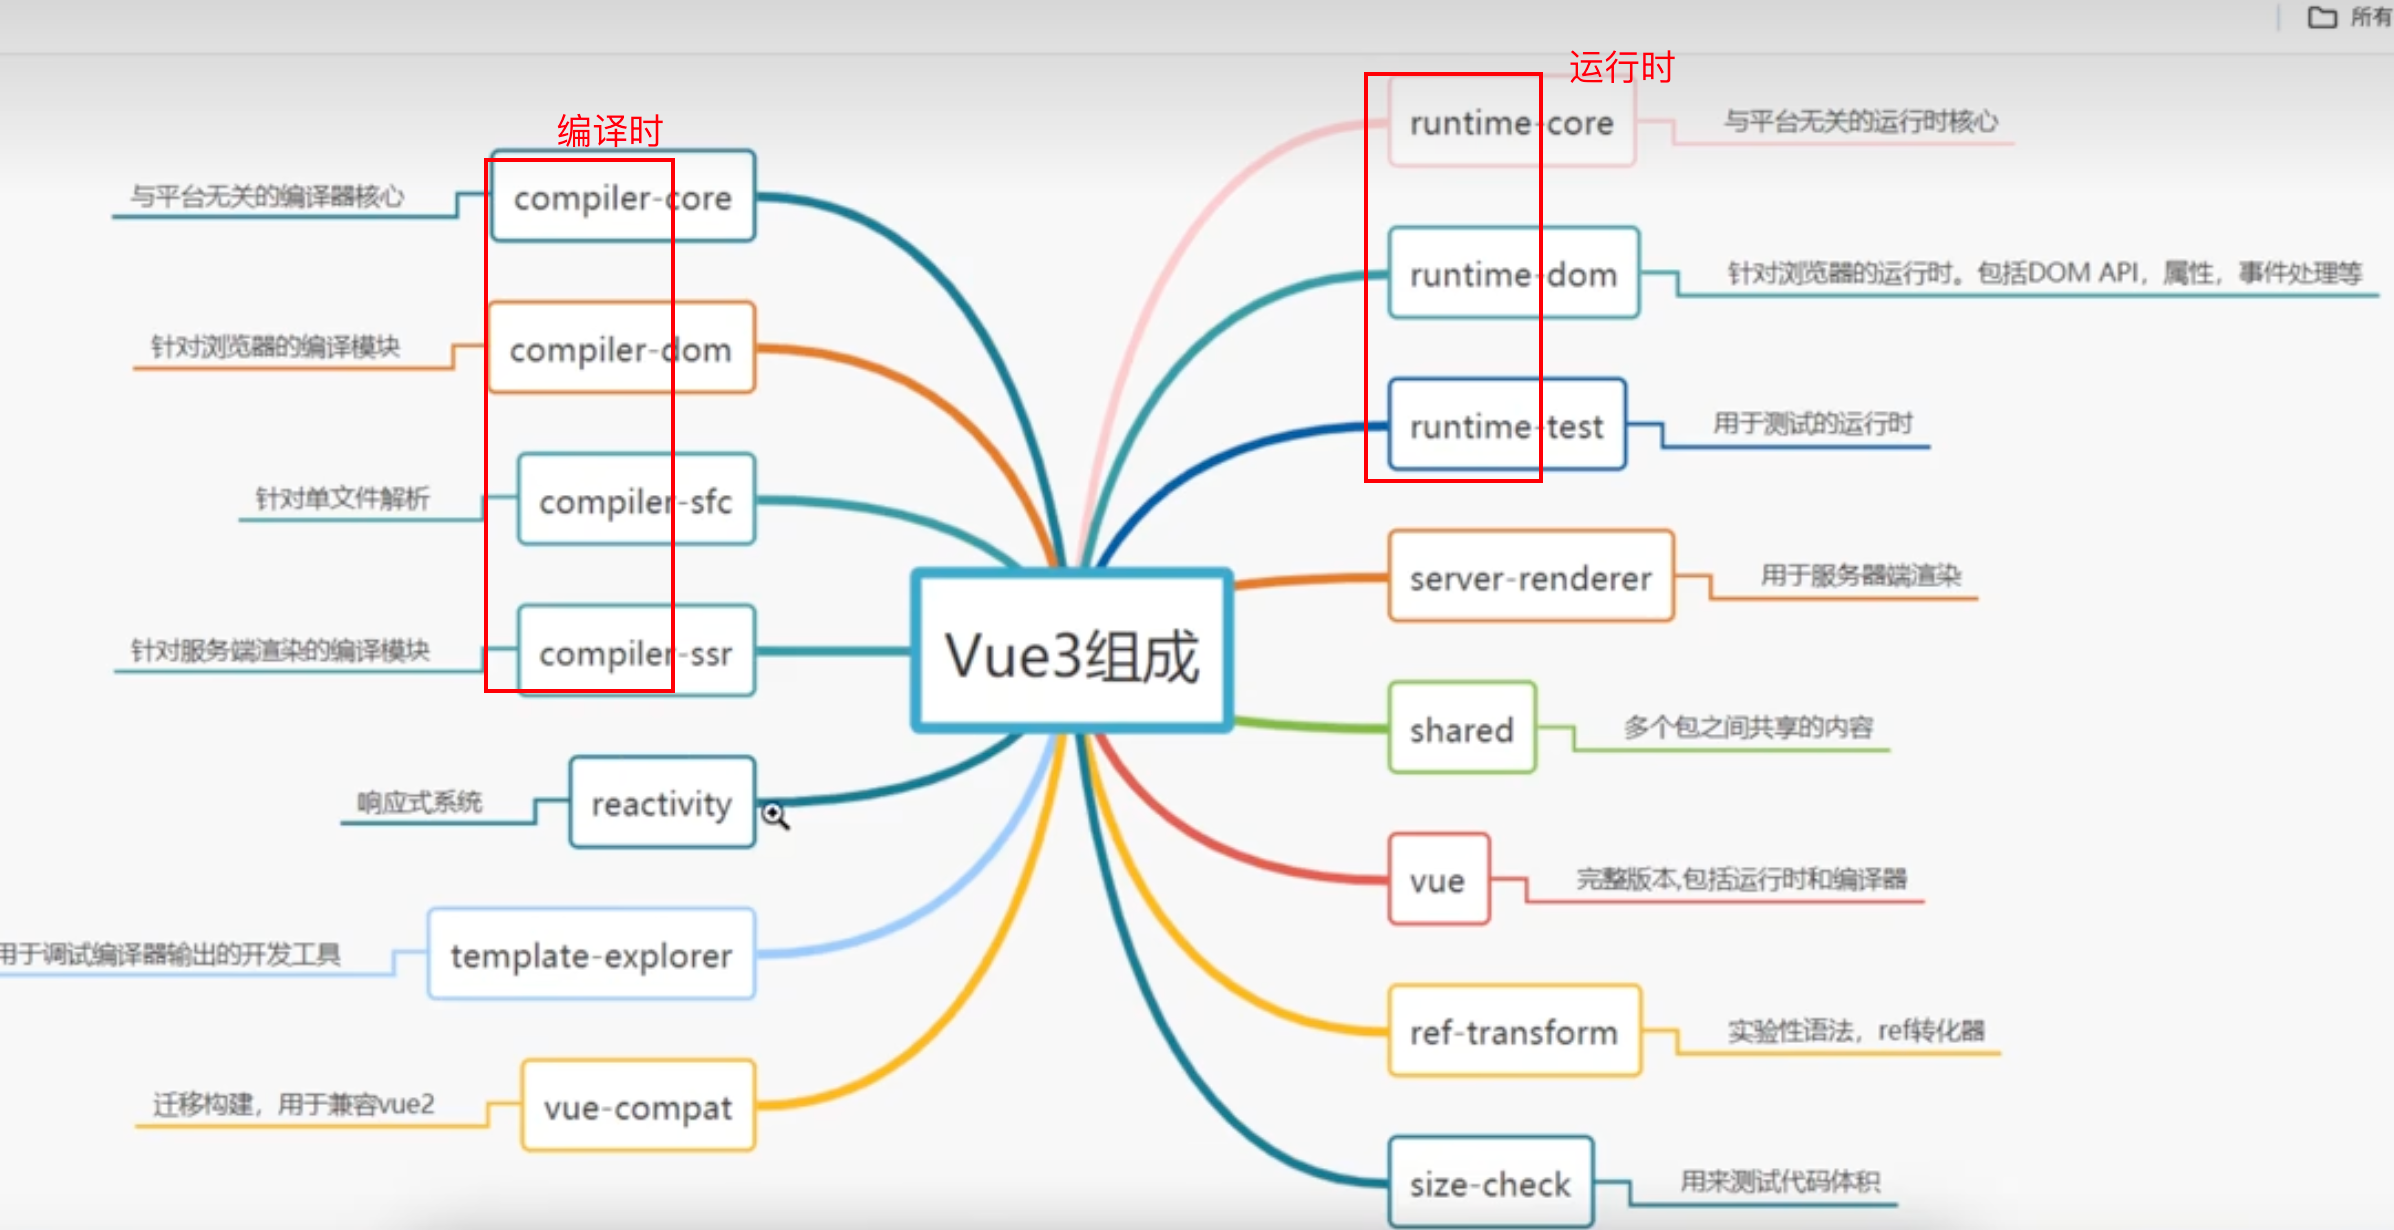 所有
编译时
与平台无关的编译器核心
compiler-core
针对浏览器的编译模块
compiler-dom
针对单文件解析
compiler-sfc
针对服务端渲染的编译模块
compiler-ssr
响应式系统
reactivity
用于调试编译器输出的开发工具
template-explorer
迁移构建，用于兼容vue2
vue-compat
Vue3组成
运行时
runtime-core
与平台无关的运行时核心
runtime-dom
针对浏览器的运行时。包括DOM API，属性，事件处理等
runtime-test
用于测试的运行时
server-renderer
用于服务器端渲染
shared
多个包之间共享的内容
vue
完整版本,包括运行时和编译器
ref-transform
实验性语法，ref转化器
size-check
用来测试代码体积